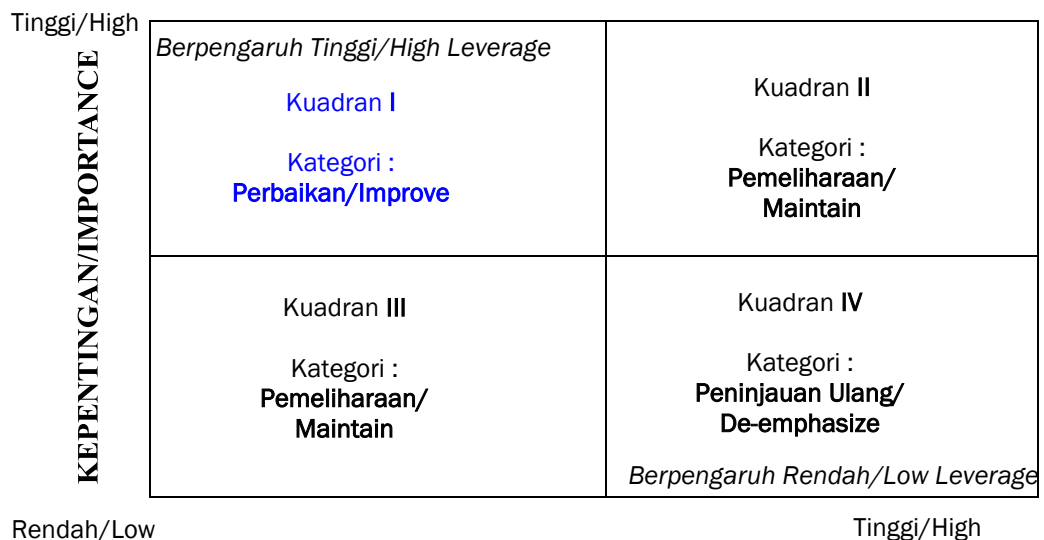 Tinggi/High
KEPENTINGAN/IMPORTANCE
Berpengaruh Tinggi/High Leverage
Kuadran I
Kategori :
Perbaikan/Improve
Kuadran II
Kategori :
Pemeliharaan/
Maintain
Kuadran III
Kategori :
Pemeliharaan/
Maintain
Kuadran IV
Kategori :
Peninjauan Ulang/
De-emphasize
Berpengaruh Rendah/Low Leverage
Rendah/Low
Tinggi/High